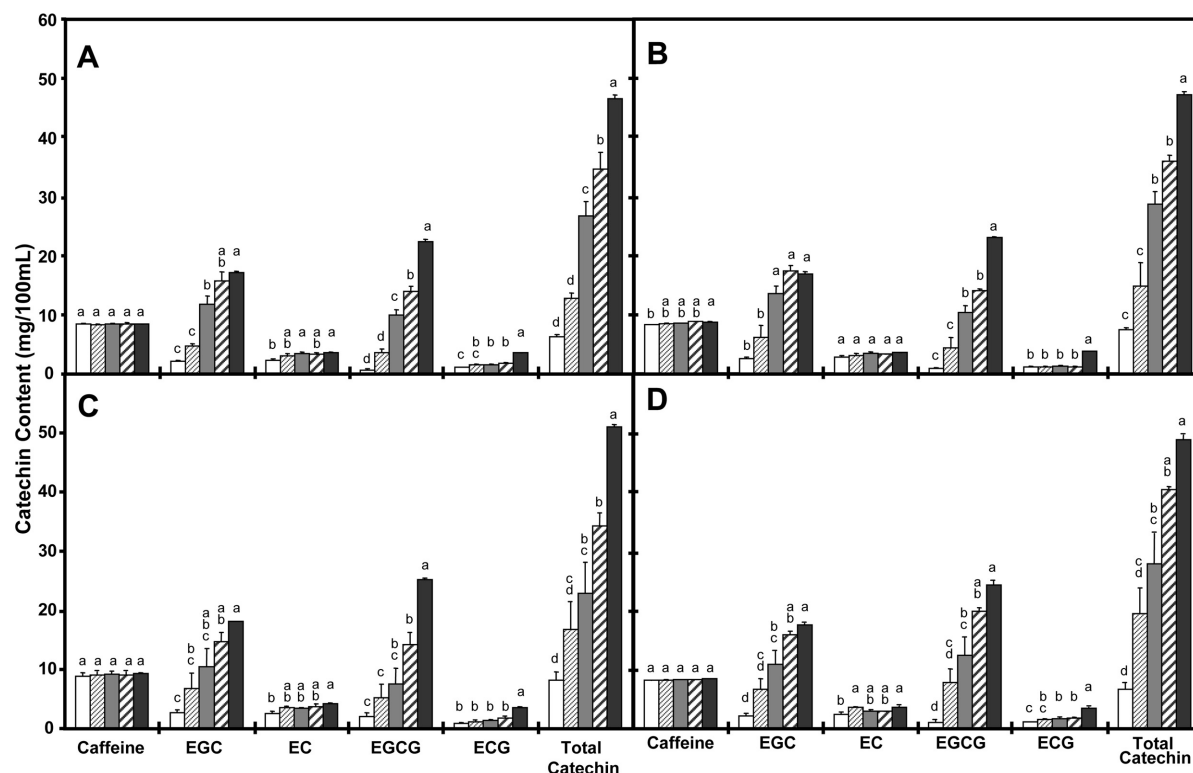 Catechin Content (mg/100mL)
60
50
40
30
20
10
0
A
a a a a a
c c b a b a
b a b a a b a
d d c b a
c b c b b a
d d c b a
B
b a b a b a a
b b a a a
a a a a a
c c b b a
b b b b a
c c b b a
50
40
30
20
10
0
C
a a a a a
c b c a b c a b a
b a b a b a b a
c b c b c b a
b b b b a
d c d b c b a
Caffeine
EGC
EC
EGCG
ECG
Total
Catechin
D
a a a a a
d c d b c a b a
b a a b a b a
d c d b c a b a
c b c b b a
d c d b c a b a
Caffeine
EGC
EC
EGCG
ECG
Total
Catechin